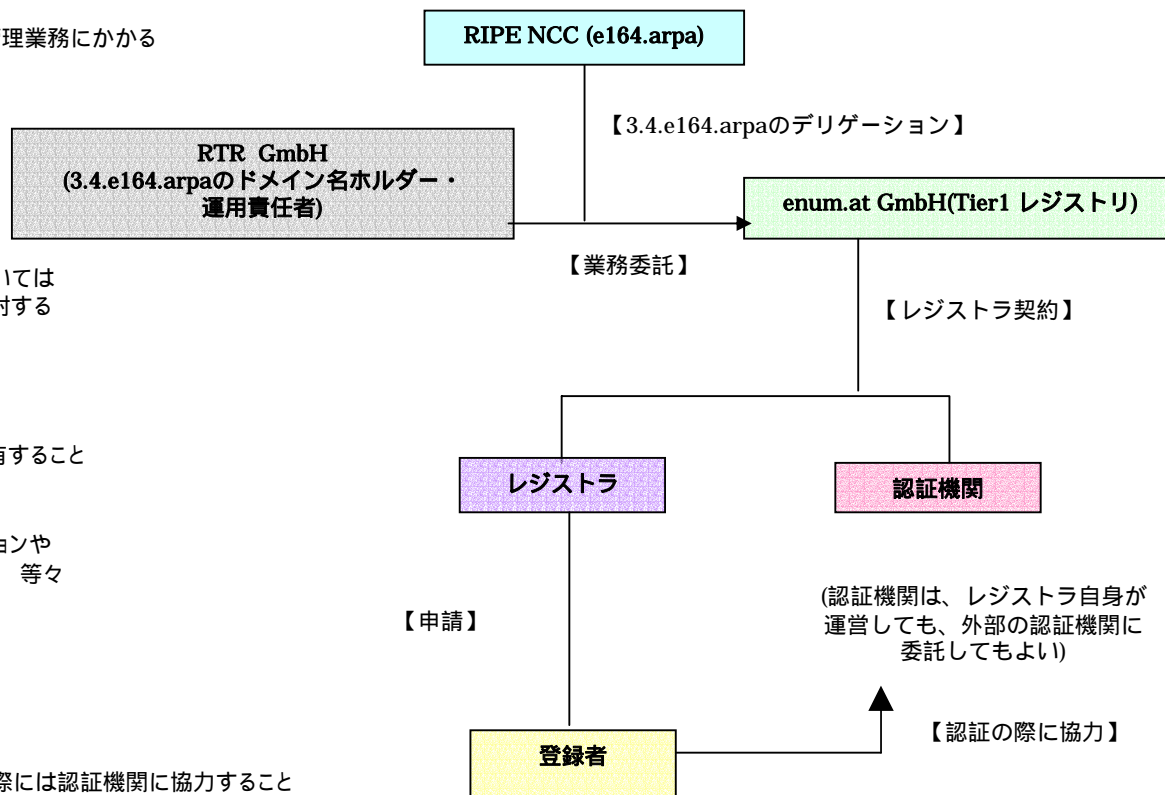 理業務にかかる
RIPE NCC (e164.arpa)
【3.4.e164.arpaのデリゲーション】
RTR GmbH
(3.4.e164.arpaのドメイン名ホルダー・
運用責任者)
enum.at GmbH(Tier1 レジストリ)
【業務委託】
いては
対する
【レジストラ契約】
有すること
レジストラ
認証機関
ョンや
等々
【申請】
(認証機関は、レジストラ自身が
運営しても、外部の認証機関に
委託してもよい)
【認証の際に協力】
登録者
際には認証機関に協力すること